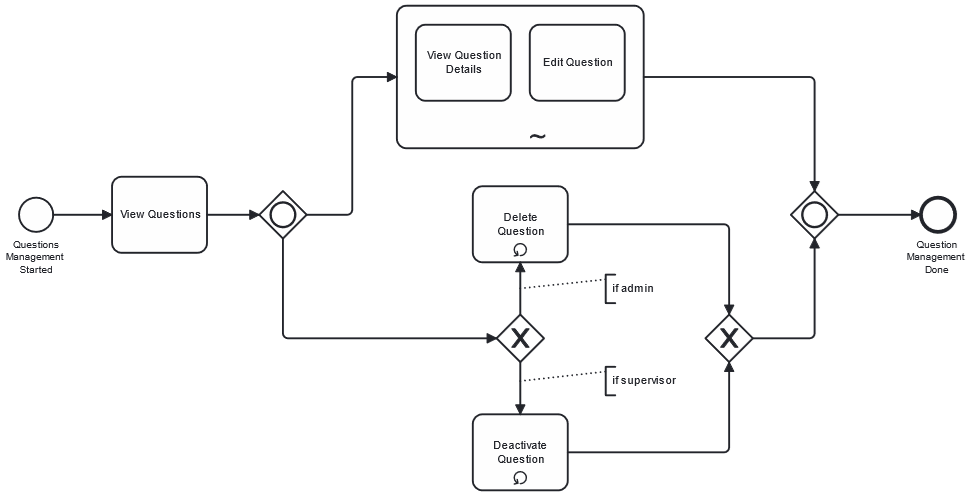 View Question
Details
Edit Question
~
View Questions
Questions
Management
Started
Delete
Question
if admin
X
X
if supervisor
Deactivate
Question
Question
Management
Done